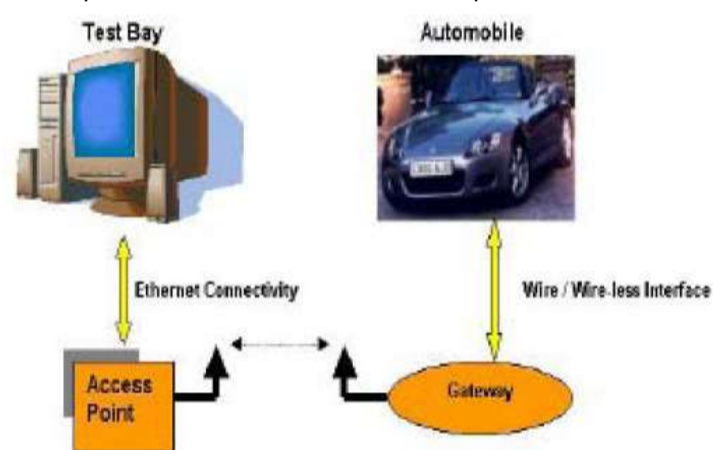 Test Bay
Automobile
Ethernet Connectivity
Wire / Wire-less Interface
Access
Point
Gateway